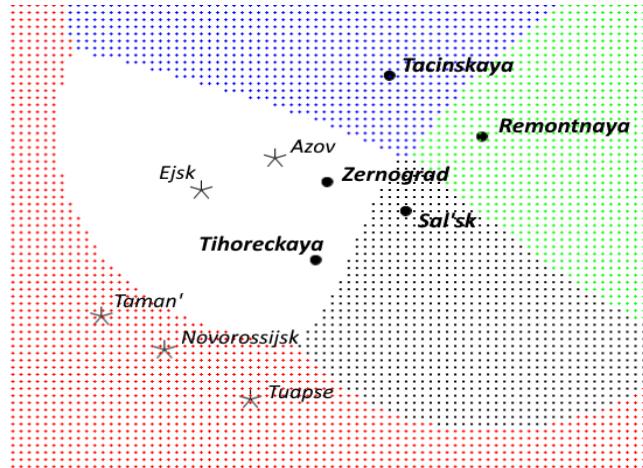 Tacinskaya
Remontnaya
Azov
Ejsk
Zernograd
Sal'sk
Tihoreckaya
Taman'
Novorossijsk
Tuapse